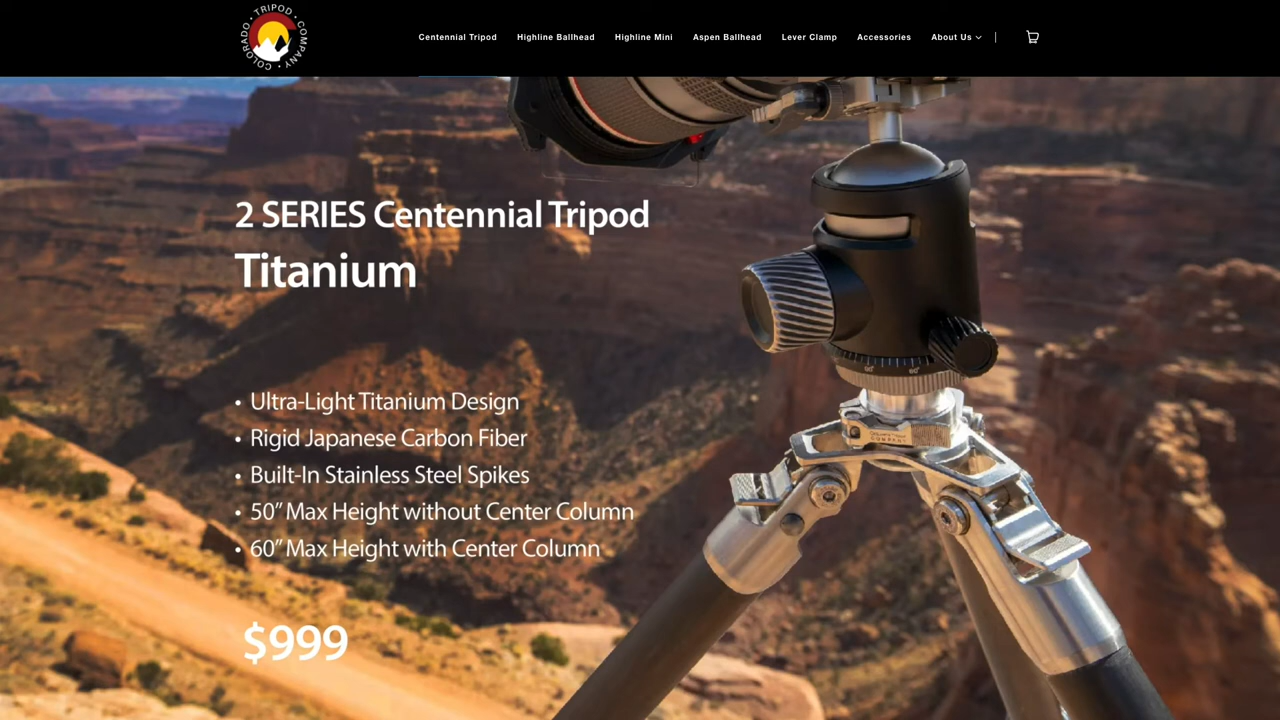 COLORADO · TRIPOD · COMPANY ·
Centennial Tripod
Highline Ballhead
Highline Mini
Aspen Ballhead
Lever Clamp
Accessories
About Us
2 SERIES Centennial Tripod
Titanium
• Ultra-Light Titanium Design
• Rigid Japanese Carbon Fiber
• Built-In Stainless Steel Spikes
• 50" Max Height without Center Column
• 60" Max Height with Center Column
$999